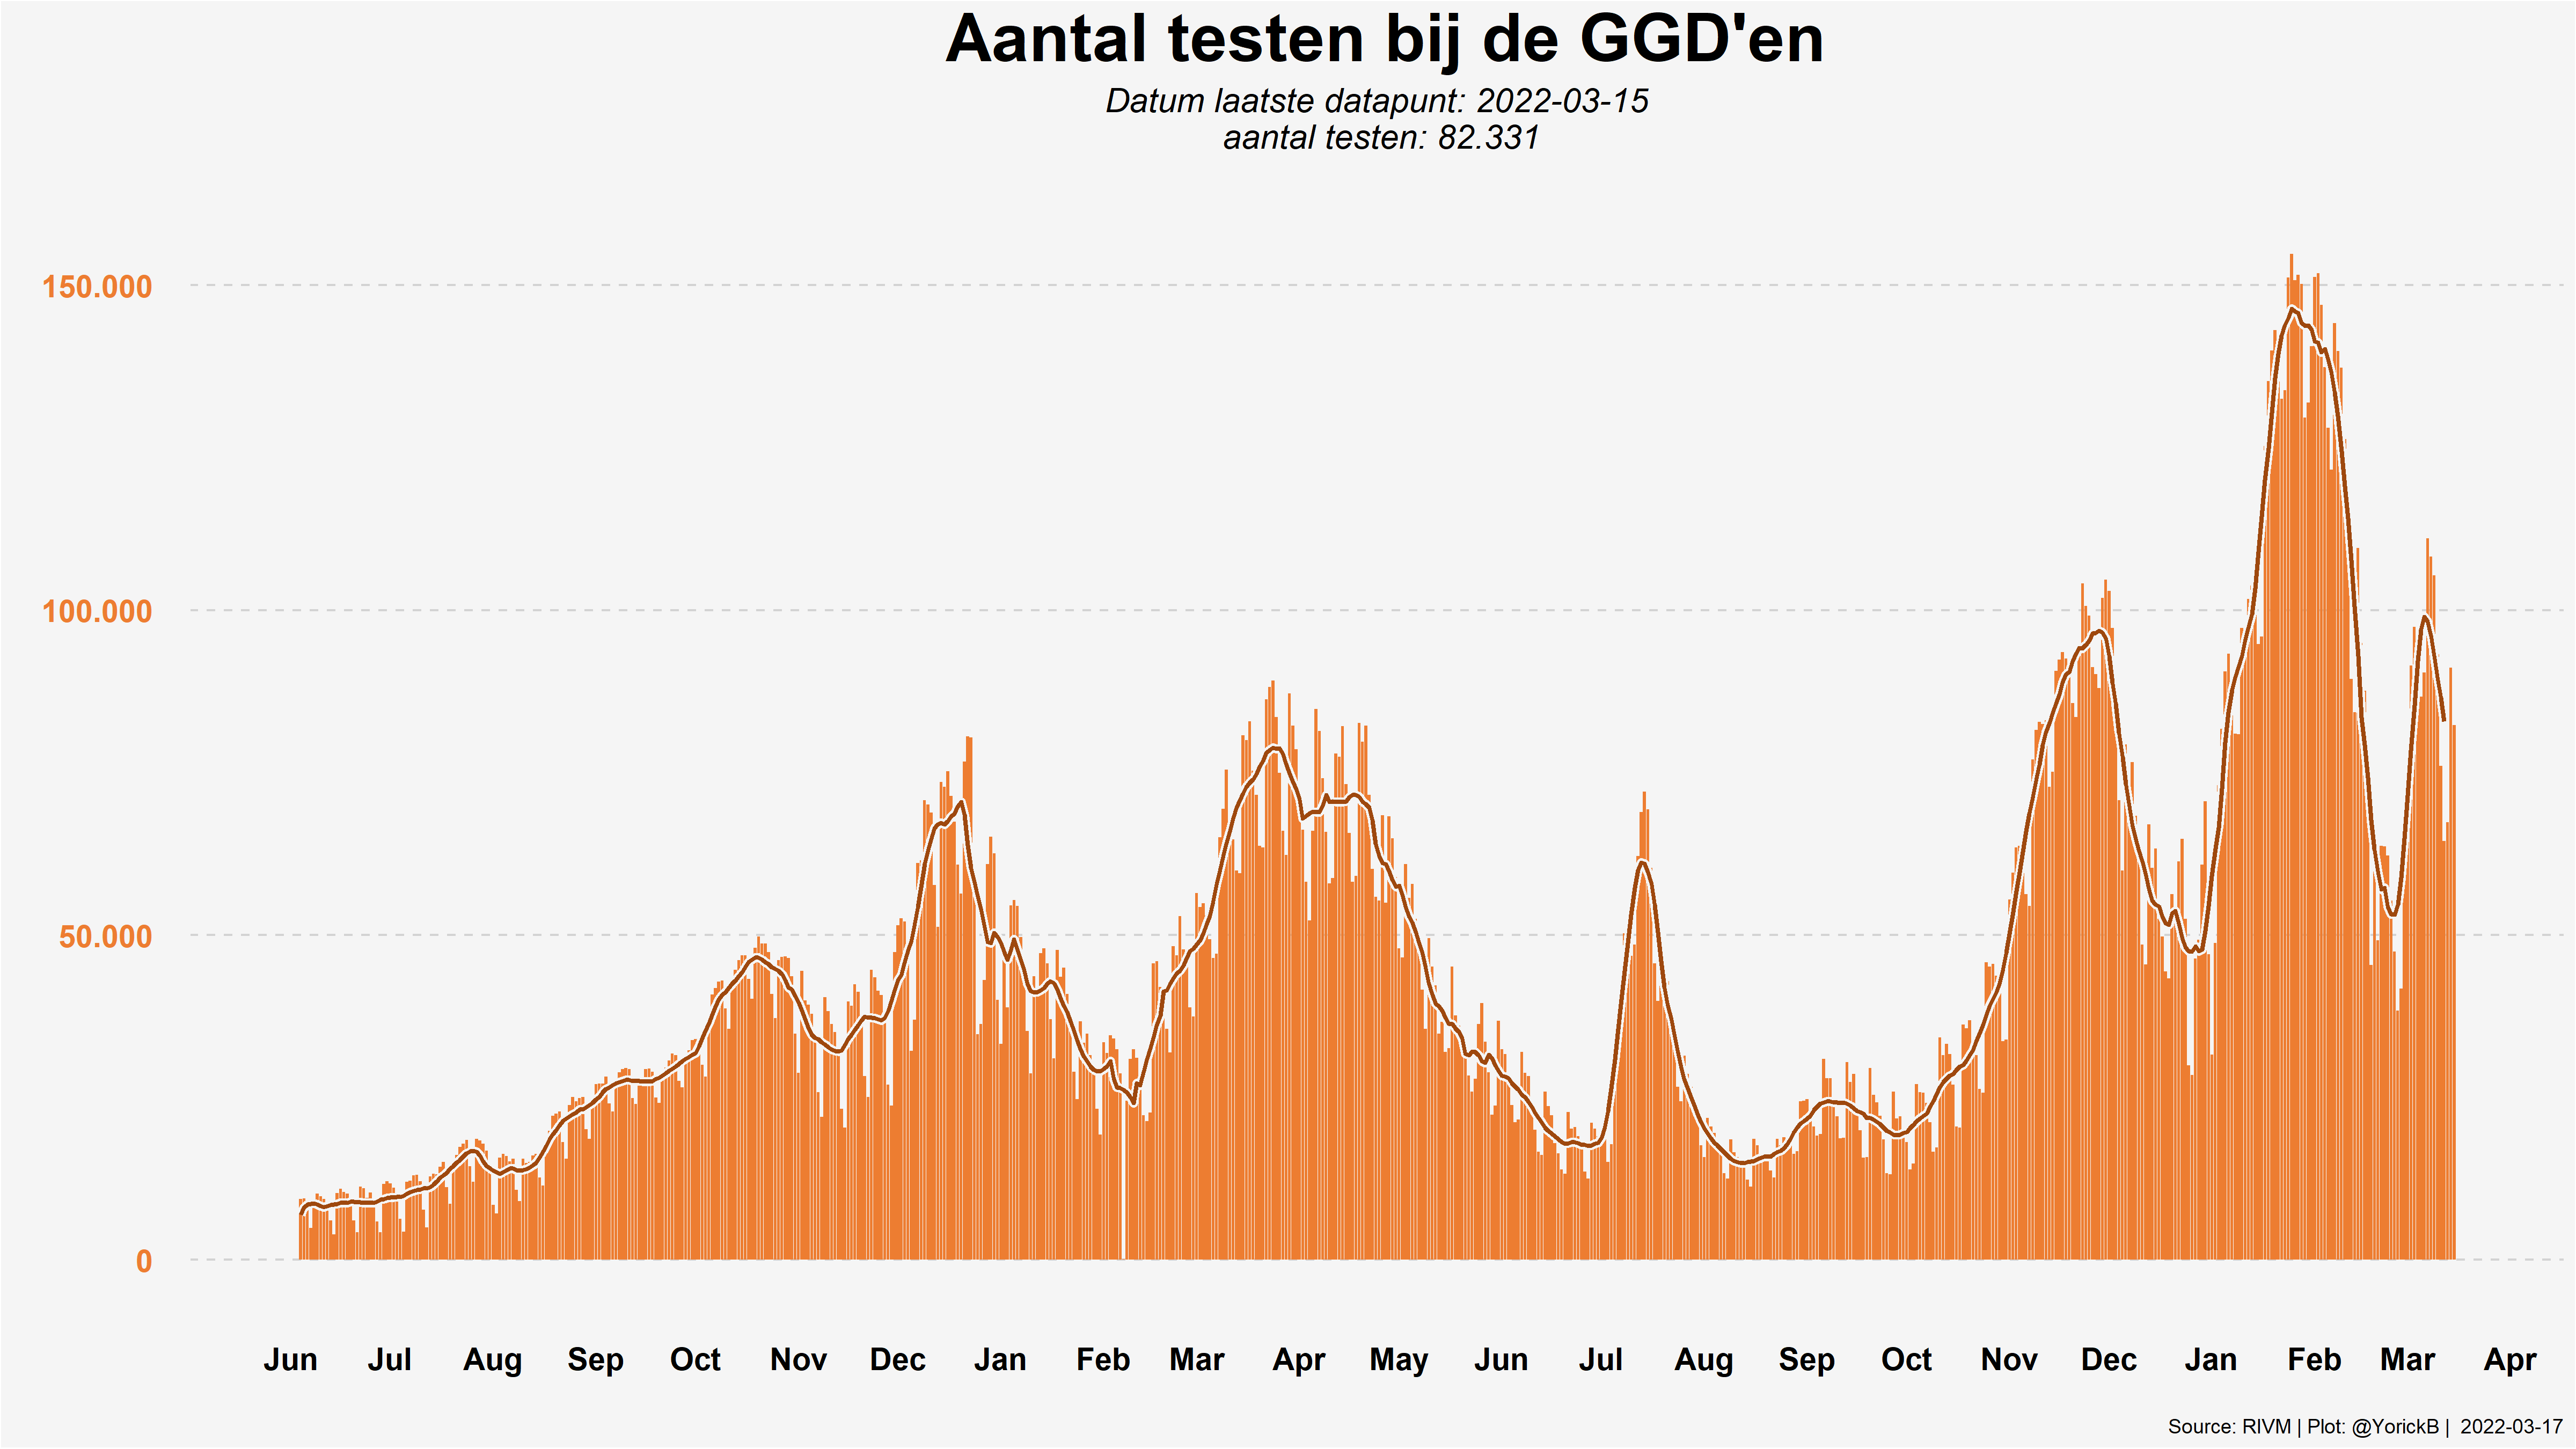 Aantal testen bij de GGD'en
Datum laatste datapunt: 2022-03-15
aantal testen: 82.331
150.000
100.000
50.000
0
Jun Jul Aug Sep Oct Nov Dec Jan Feb Mar Apr May Jun Jul Aug Sep Oct Nov Dec Jan Feb Mar Apr
Source: RIVM | Plot: @YorickB | 2022-03-17